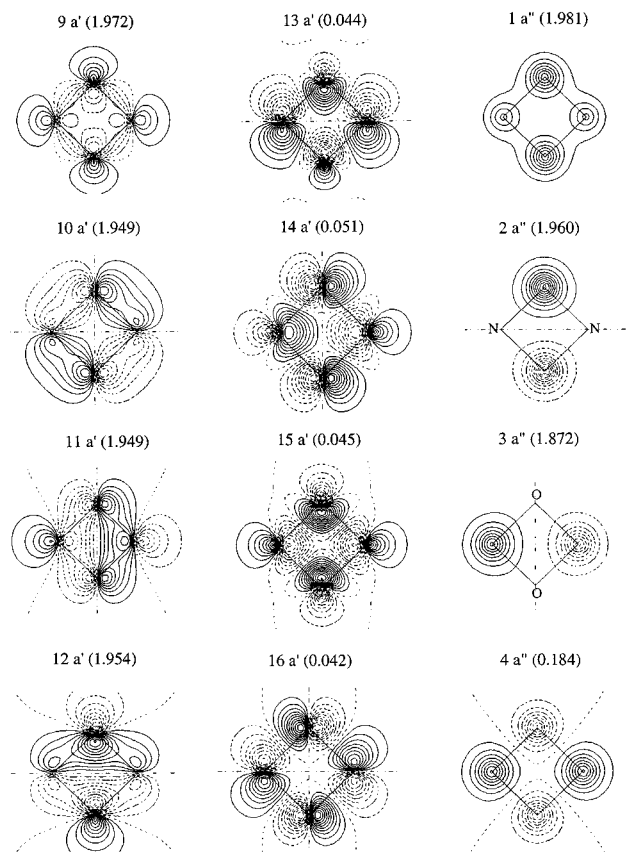 9 a' (1.972)
13 a' (0.044)
1 a" (1.981)
10 a' (1.949)
14 a' (0.051)
2 a" (1.960)
N
N
11 a' (1.949)
15 a' (0.045)
3 a" (1.872)
O
O
12 a' (1.954)
16 a' (0.042)
4 a" (0.184)